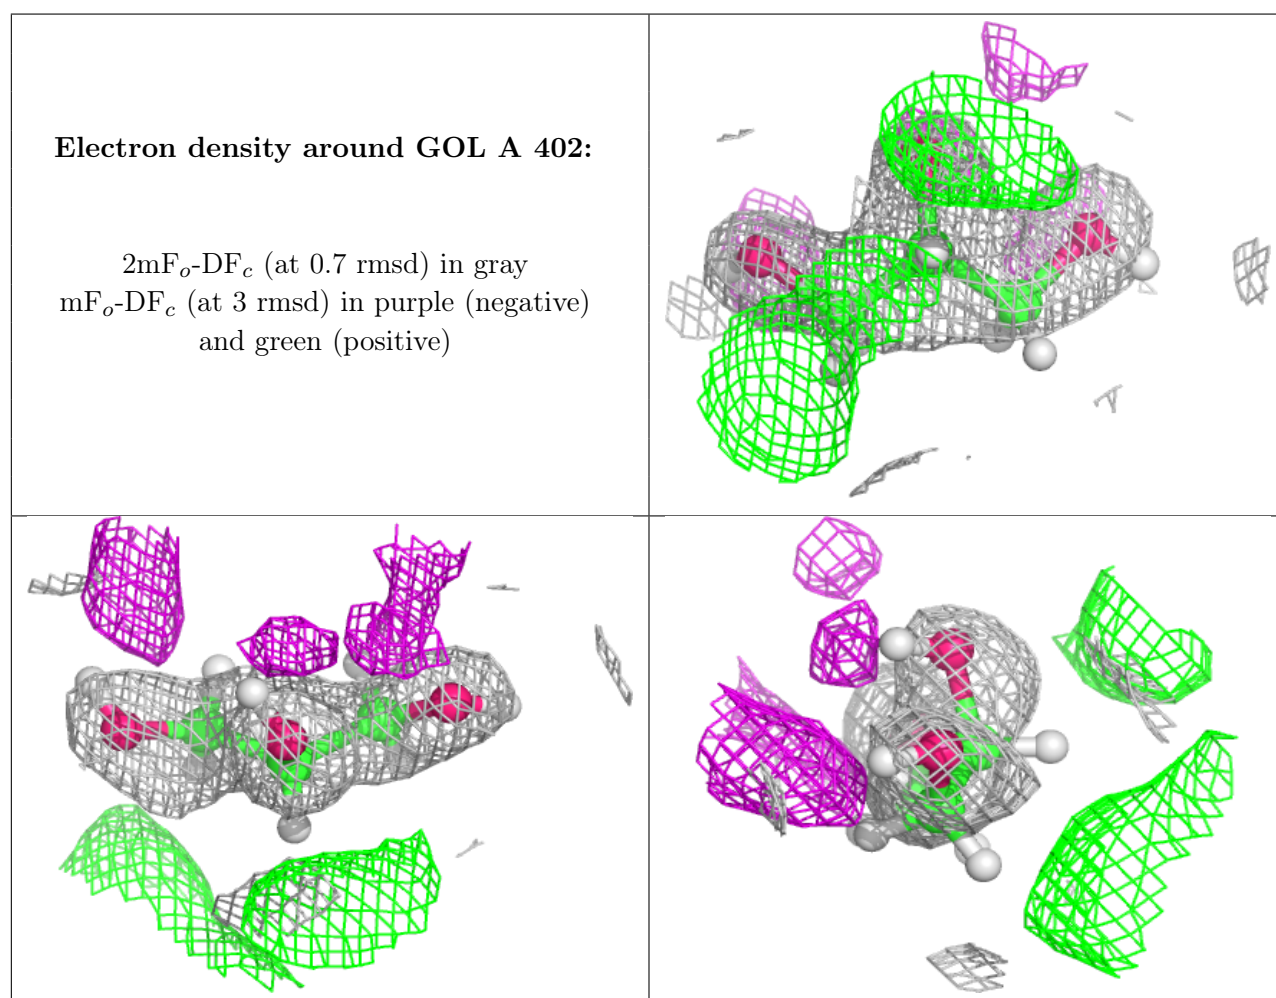 Electron density around GOL A 402:
2mFo-DFc (at 0.7 rmsd) in gray
mFo-DFc (at 3 rmsd) in purple (negative)
and green (positive)